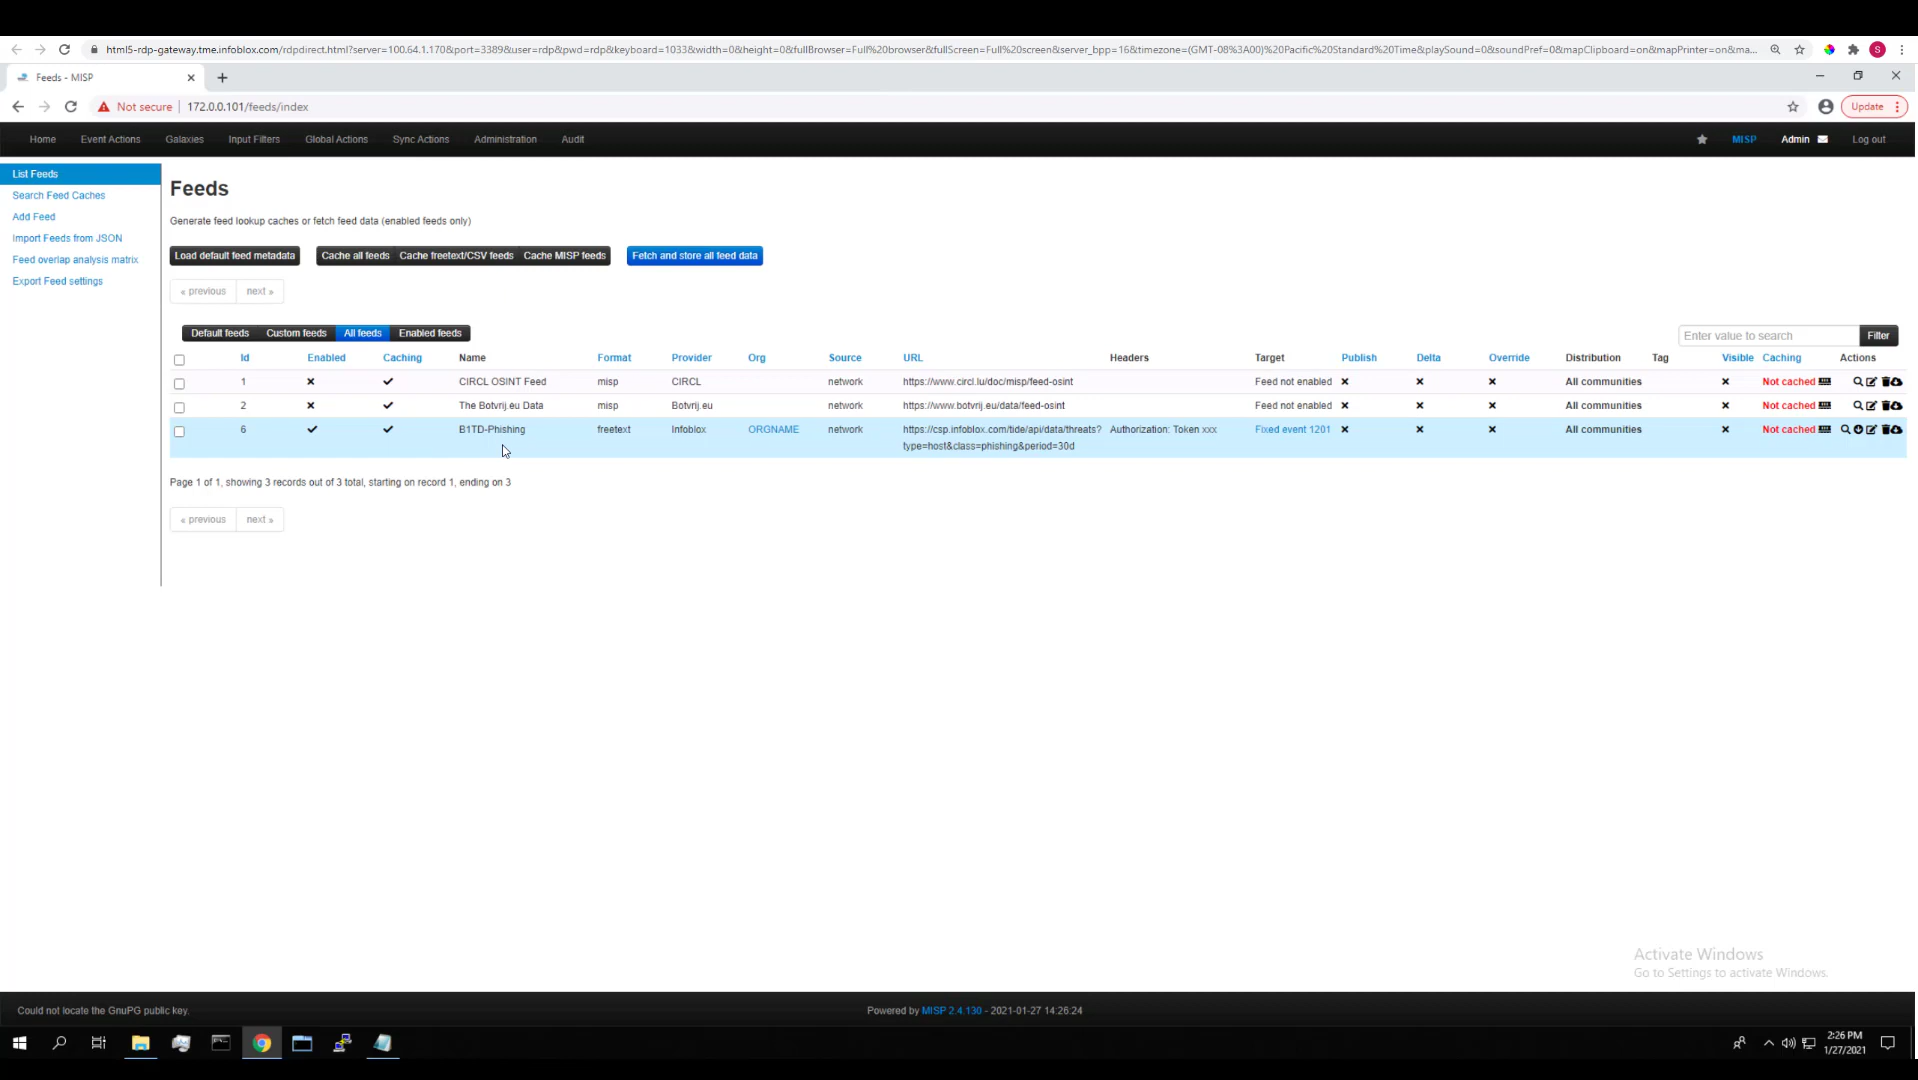 html5-rdp-gateway.tme.infoblox.com/rdpdirect.html?server=100.64.1.170&port=3389&user=rdp&pwd=rdp&keyboard=1033&width=0&height=0&fullBrowser=Full%20browser&fullScreen=Full%20screen&server_bpp=16&timezone=(GMT-08%3A00)%20Pacific%20Standard%20Time&playSound=0&soundPref=0&mapClipboard=on&mapPrinter=on&ma... S
Feeds - MISP
Not secure 172.0.0.101/feeds/index Update
Home Event Actions Galaxies Input Filters Global Actions Sync Actions Administration Audit MISP Admin Log out
List Feeds
Search Feed Caches
Add Feed
Import Feeds from JSON
Feed overlap analysis matrix
Export Feed settings
Feeds
Generate feed lookup caches or fetch feed data (enabled feeds only)
Load default feed metadata Cache all feeds Cache freetext/CSV feeds Cache MISP feeds Fetch and store all feed data
« previous next »
Default feeds Custom feeds All feeds Enabled feeds Enter value to search Filter
Id Enabled Caching Name Format Provider Org Source URL Headers Target Publish Delta Override Distribution Tag Visible Caching Actions
1 CIRCL OSINT Feed misp CIRCL network https://www.circl.lu/doc/misp/feed-osint Feed not enabled All communities Not cached
2 The Botvrij.eu Data misp Botvrij.eu network https://www.botvrij.eu/data/feed-osint Feed not enabled All communities Not cached
6 B1TD-Phishing freetext Infoblox ORGNAME network https://csp.infoblox.com/tide/api/data/threats? Authorization: Token xxx Fixed event 1201 All communities Not cached
type=host&class=phishing&period=30d
Page 1 of 1, showing 3 records out of 3 total, starting on record 1, ending on 3
« previous next »
Activate Windows
Go to Settings to activate Windows.
Could not locate the GnuPG public key. Powered by MISP 2.4.130 - 2021-01-27 14:26:24
2:26 PM
1/27/2021